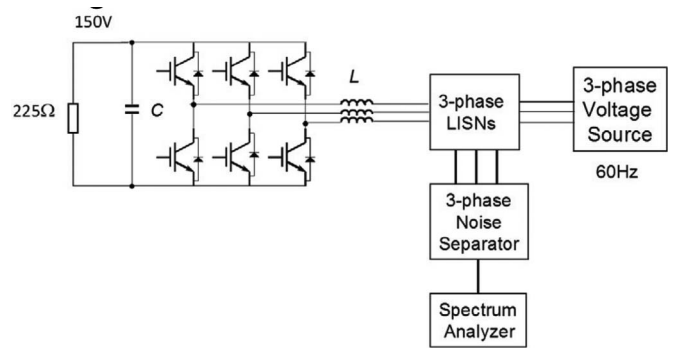 150V
225Ω
C
L
3-phase
LISNs
3-phase
Voltage
Source
60Hz
3-phase
Noise
Separator
Spectrum
Analyzer